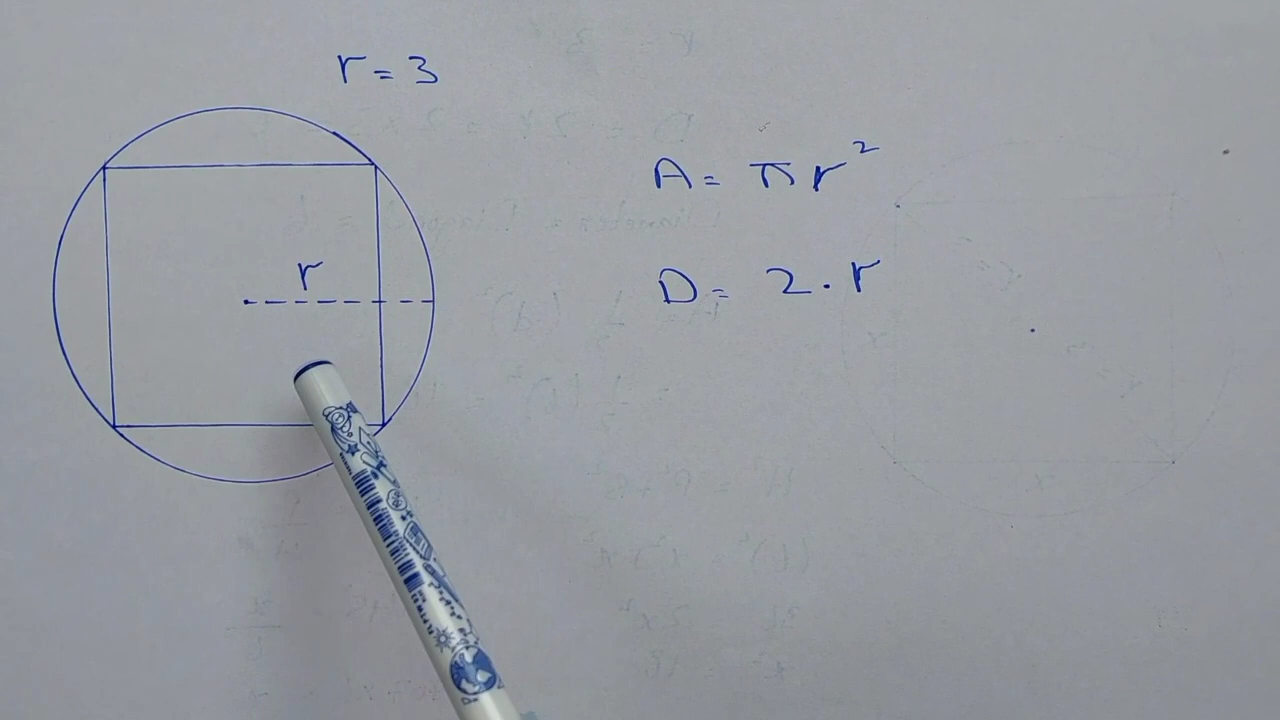 r = 3
A = πr²
r
D = 2 · r